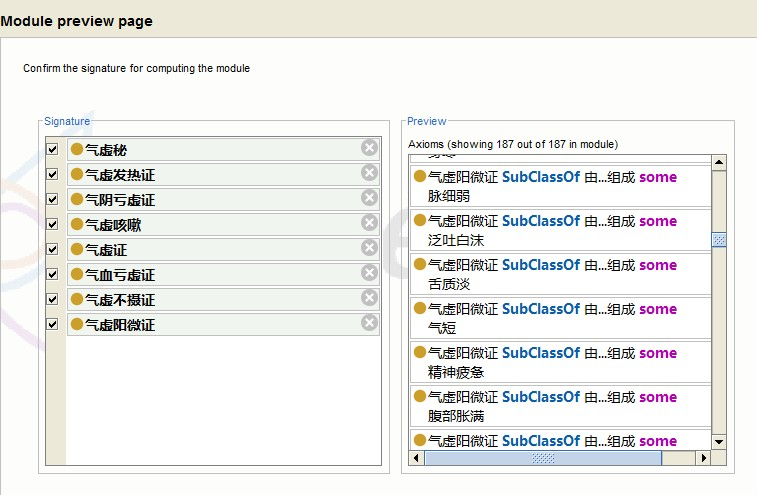 Module preview page
Confirm the signature for computing the module
Signature
气虚秘
气虚发热证
气阴亏虚证
气虚咳嗽
气虚证
气血亏虚证
气虚不摄证
气虚阳微证
Preview
Axioms (showing 187 out of 187 in module)
气虚阳微证 SubClassOf 由...组成 some
脉细弱
气虚阳微证 SubClassOf 由...组成 some
泛吐白沫
气虚阳微证 SubClassOf 由...组成 some
舌质淡
气虚阳微证 SubClassOf 由...组成 some
气短
气虚阳微证 SubClassOf 由...组成 some
精神疲惫
气虚阳微证 SubClassOf 由...组成 some
腹部胀满
气虚阳微证 SubClassOf 由...组成 some